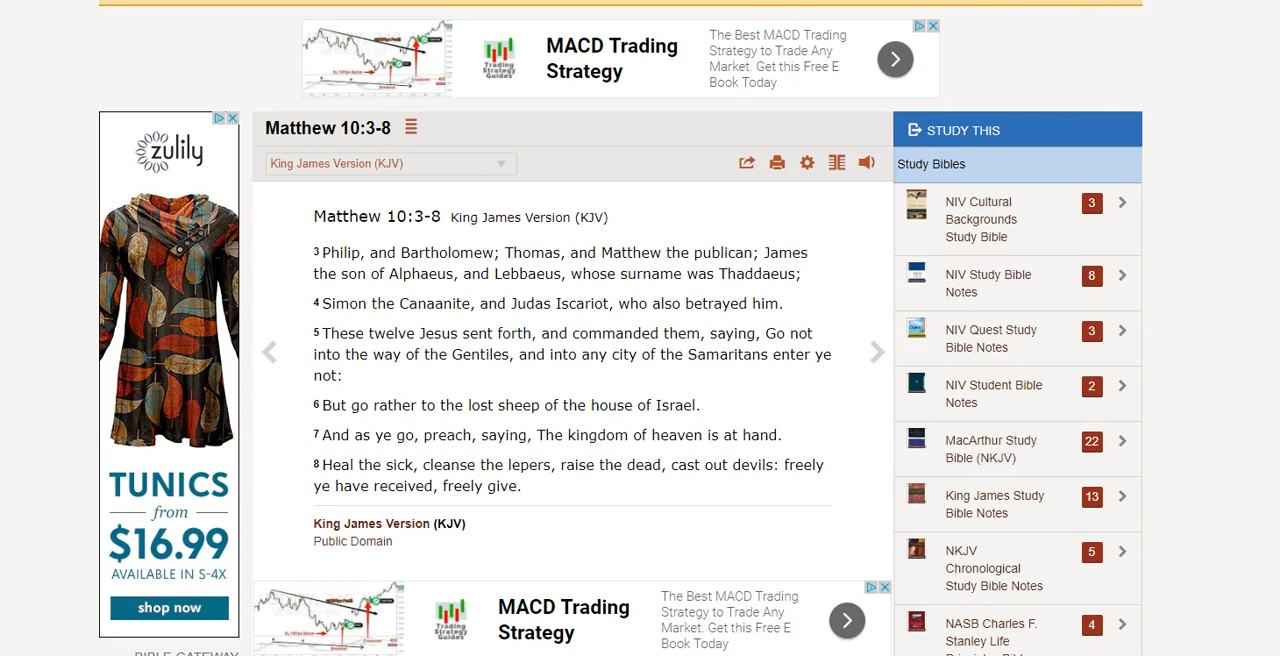 MACD Trading
Strategy
The Best MACD Trading
Strategy to Trade Any
Market. Get this Free E
Book Today
Trading
Strategy
Guides
zulily
TUNICS
from
$16.99
AVAILABLE IN S-4X
shop now
Matthew 10:3-8
King James Version (KJV)
Matthew 10:3-8 King James Version (KJV)
3 Philip, and Bartholomew; Thomas, and Matthew the publican; James
the son of Alphaeus, and Lebbaeus, whose surname was Thaddaeus;
4 Simon the Canaanite, and Judas Iscariot, who also betrayed him.
5 These twelve Jesus sent forth, and commanded them, saying, Go not
into the way of the Gentiles, and into any city of the Samaritans enter ye
not:
6 But go rather to the lost sheep of the house of Israel.
7 And as ye go, preach, saying, The kingdom of heaven is at hand.
8 Heal the sick, cleanse the lepers, raise the dead, cast out devils: freely
ye have received, freely give.
King James Version (KJV)
Public Domain
MACD Trading
Strategy
The Best MACD Trading
Strategy to Trade Any
Market. Get this Free E
Book Today
Trading
Strategy
Guides
STUDY THIS
Study Bibles
NIV Cultural
Backgrounds
Study Bible
3
NIV Study Bible
Notes
8
NIV Quest Study
Bible Notes
3
NIV Student Bible
Notes
2
MacArthur Study
Bible (NKJV)
22
King James Study
Bible Notes
13
NKJV
Chronological
Study Bible Notes
5
NASB Charles F.
Stanley Life
4
BIBLE GATEWAY